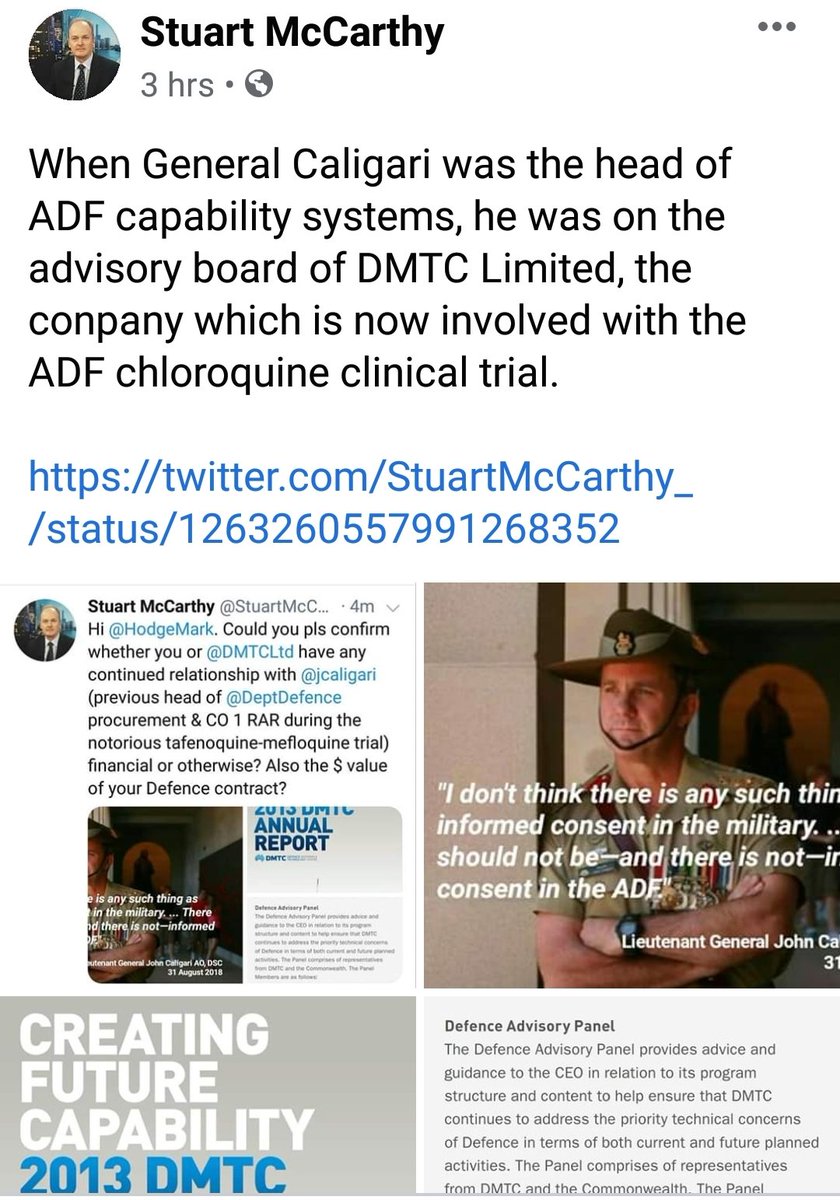 Stuart McCarthy
3 hrs •
When General Caligari was the head of
ADF capability systems, he was on the
advisory board of DMTC Limited, the
conpany which is now involved with the
ADF chloroquine clinical trial.
https://twitter.com/StuartMcCarthy_
/status/1263260557991268352
Stuart McCarthy @StuartMcC... · 4m
Hi @HodgeMark. Could you pls confirm
whether you or @DMTCLtd have any
continued relationship with @jcaligari
(previous head of @DeptDefence
procurement & CO 1 RAR during the
notorious tafenoquine-mefloquine trial)
financial or otherwise? Also the $ value
of your Defence contract?
e is any such thing as
in the military. ... There
nd there is not—informed
utenant General John Caligari AO, DSC
31 August 2018
2013 DMTC
ANNUAL
REPORT
DMTC
Defence Advisory Panel
The Defence Advisory Panel provides advice and
guidance to the CEO in relation to its program
structure and content to help ensure that DMTC
continues to address the priority technical concerns
of Defence in terms of both current and future planned
activities. The Panel comprises of representatives
from DMTC and the Commonwealth. The Panel
Members are as follows:
"I don't think there is any such thin
informed consent in the military. ..
should not be—and there is not—in
consent in the ADF"
Lieutenant General John Ca
31
CREATING
FUTURE
CAPABILITY
2013 DMTC
Defence Advisory Panel
The Defence Advisory Panel provides advice and
guidance to the CEO in relation to its program
structure and content to help ensure that DMTC
continues to address the priority technical concerns
of Defence in terms of both current and future planned
activities. The Panel comprises of representatives
from DMTC and the Commonwealth. The Panel